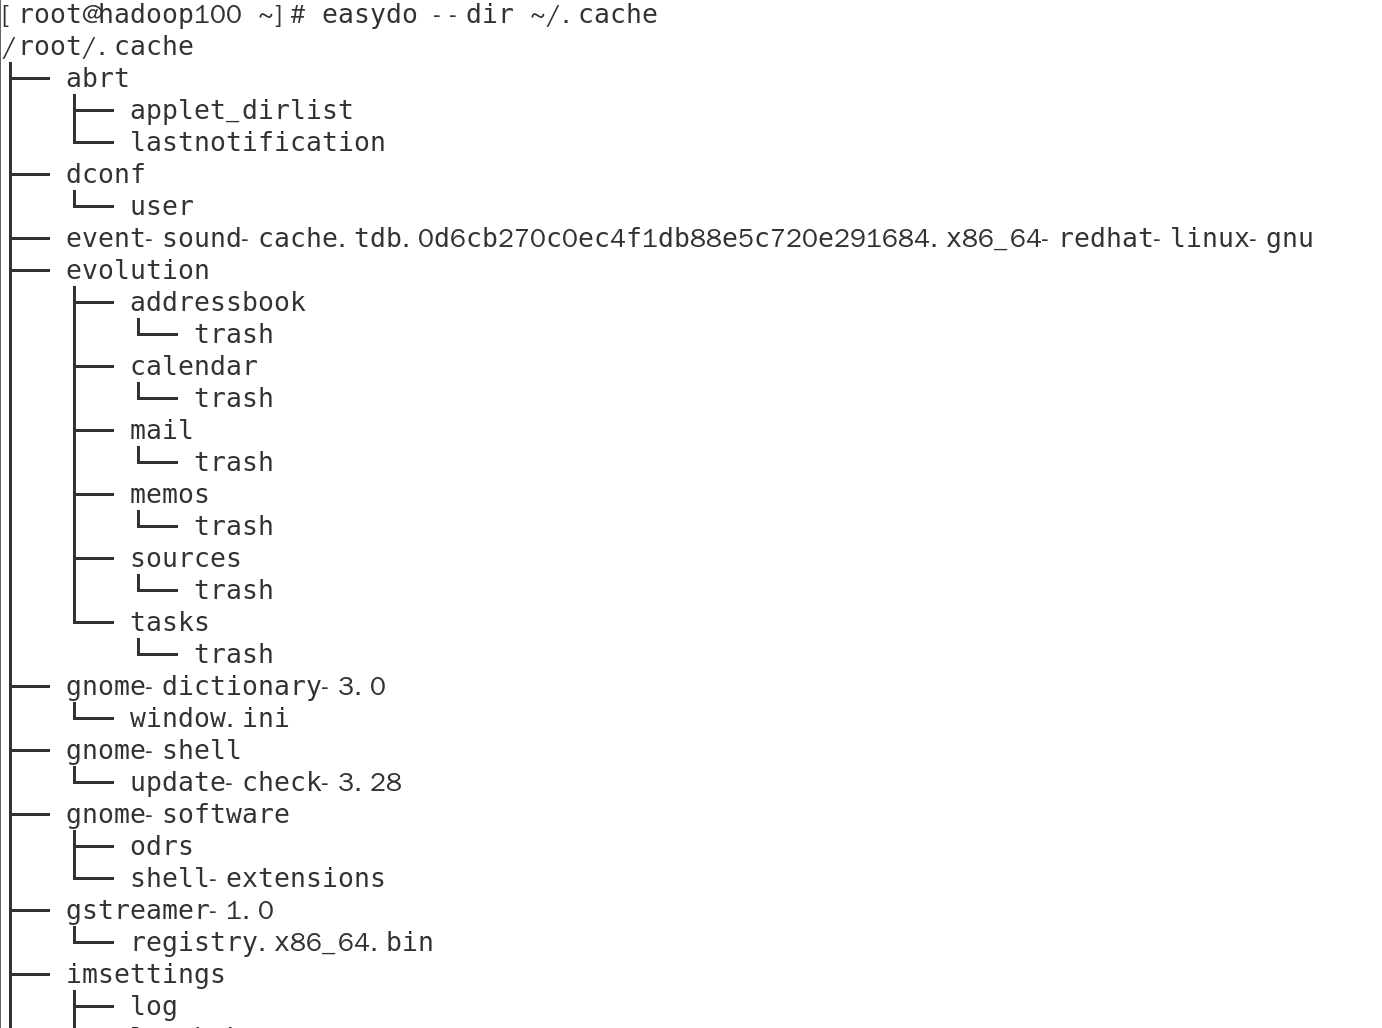 [root@hadoop100 ~]# easydo --dir ~/.cache
/root/.cache
├── abrt
│   ├── applet_dirlist
│   └── lastnotification
├── dconf
│   └── user
├── event-sound-cache.tdb.0d6cb270c0ec4f1db88e5c720e291684.x86_64-redhat-linux-gnu
├── evolution
│   ├── addressbook
│   │   └── trash
│   ├── calendar
│   │   └── trash
│   ├── mail
│   │   └── trash
│   ├── memos
│   │   └── trash
│   ├── sources
│   │   └── trash
│   └── tasks
│       └── trash
├── gnome-dictionary-3.0
│   └── window.ini
├── gnome-shell
│   └── update-check-3.28
├── gnome-software
│   ├── odrs
│   └── shell-extensions
├── gstreamer-1.0
│   └── registry.x86_64.bin
├── imsettings
│   ├── log